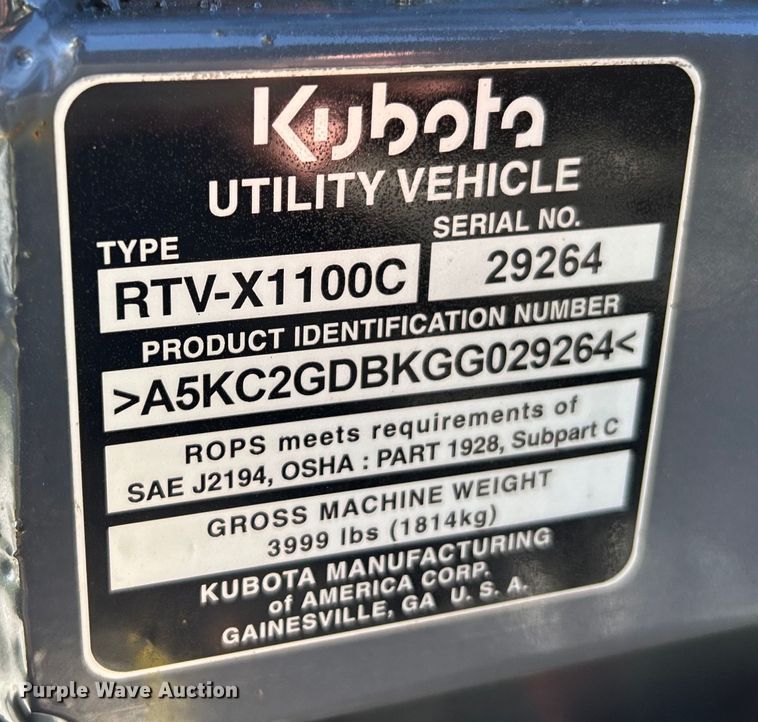 Kubota
UTILITY VEHICLE
TYPE
SERIAL NO.
RTV-X1100C
29264
PRODUCT IDENTIFICATION NUMBER
>A5KC2GDBKGG029264<
ROPS meets requirements of
SAE J2194, OSHA : PART 1928, Subpart C
GROSS MACHINE WEIGHT
3999 lbs (1814kg)
KUBOTA MANUFACTURING
of AMERICA CORP.
GAINESVILLE, GA U. S. A.
Purple Wave Auction